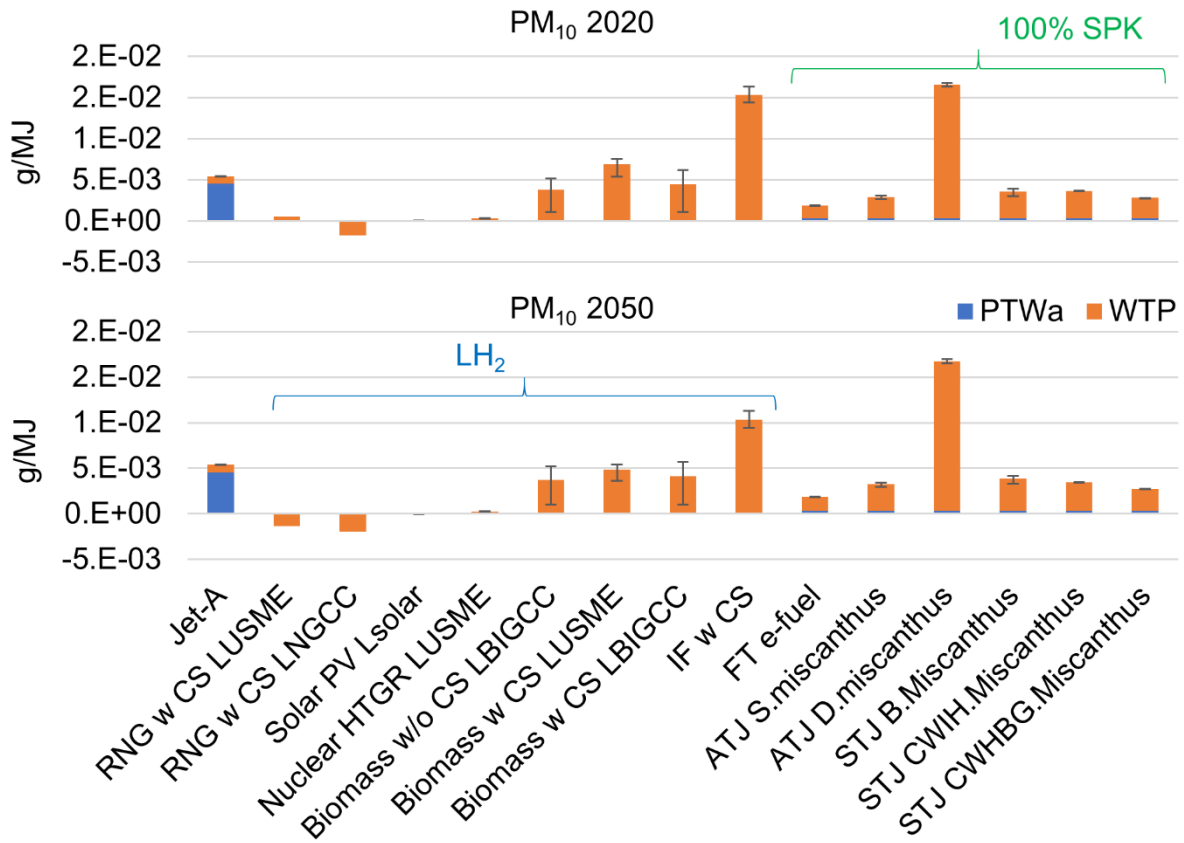 PM₁₀ 2020
100% SPK
g/MJ
2.E-02
2.E-02
1.E-02
5.E-03
0.E+00
-5.E-03
PM₁₀ 2050
PTWa
WTP
LH₂
g/MJ
2.E-02
2.E-02
1.E-02
5.E-03
0.E+00
-5.E-03
Jet-A
RNG w CS LUSME
RNG w CS LNGCC
Solar PV Lsolar
Nuclear HTGR LUSME
Biomass w/o CS LBIGCC
Biomass w CS LUSME
Biomass w CS LBIGCC
IF w CS
FT e-fuel
ATJ S.miscanthus
ATJ D.miscanthus
STJ B.Miscanthus
STJ CWIH.Miscanthus
STJ CWHBG.Miscanthus